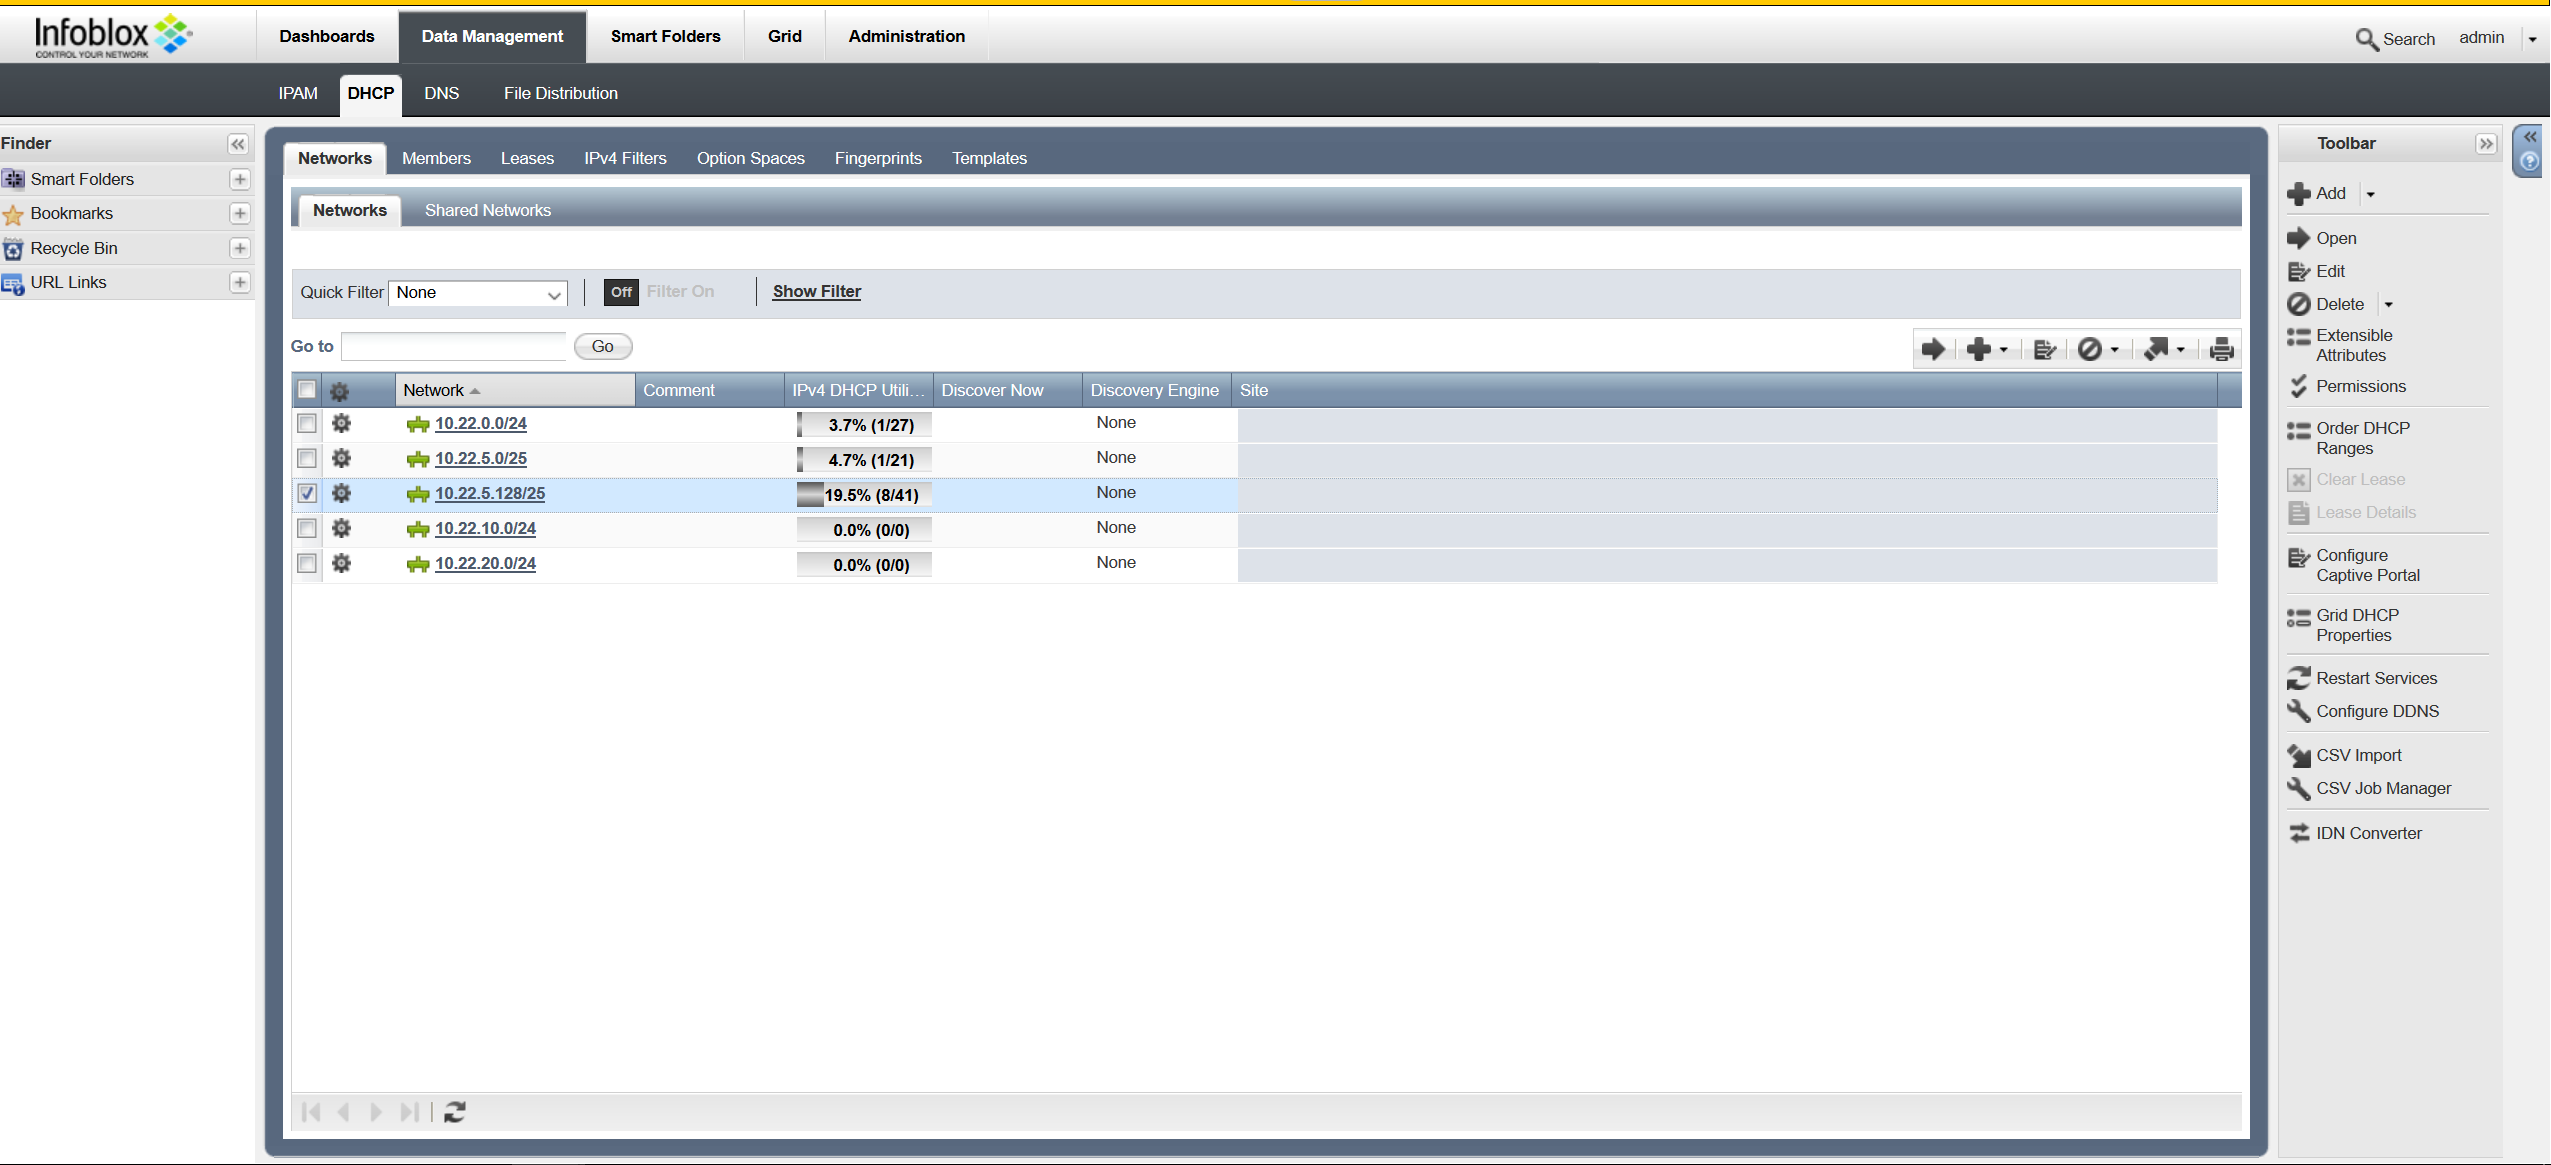 Infoblox
CONTROL YOUR NETWORK
Dashboards Data Management Smart Folders Grid Administration
Search admin
IPAM DHCP DNS File Distribution
Finder
Smart Folders
Bookmarks
Recycle Bin
URL Links
Networks Members Leases IPv4 Filters Option Spaces Fingerprints Templates
Networks Shared Networks
Quick Filter None Off Filter On Show Filter
Go to Go
Network Comment IPv4 DHCP Utili... Discover Now Discovery Engine Site
10.22.0.0/24 3.7% (1/27) None
10.22.5.0/25 4.7% (1/21) None
10.22.5.128/25 19.5% (8/41) None
10.22.10.0/24 0.0% (0/0) None
10.22.20.0/24 0.0% (0/0) None
Toolbar
Add
Open
Edit
Delete
Extensible
Attributes
Permissions
Order DHCP
Ranges
Clear Lease
Lease Details
Configure
Captive Portal
Grid DHCP
Properties
Restart Services
Configure DDNS
CSV Import
CSV Job Manager
IDN Converter